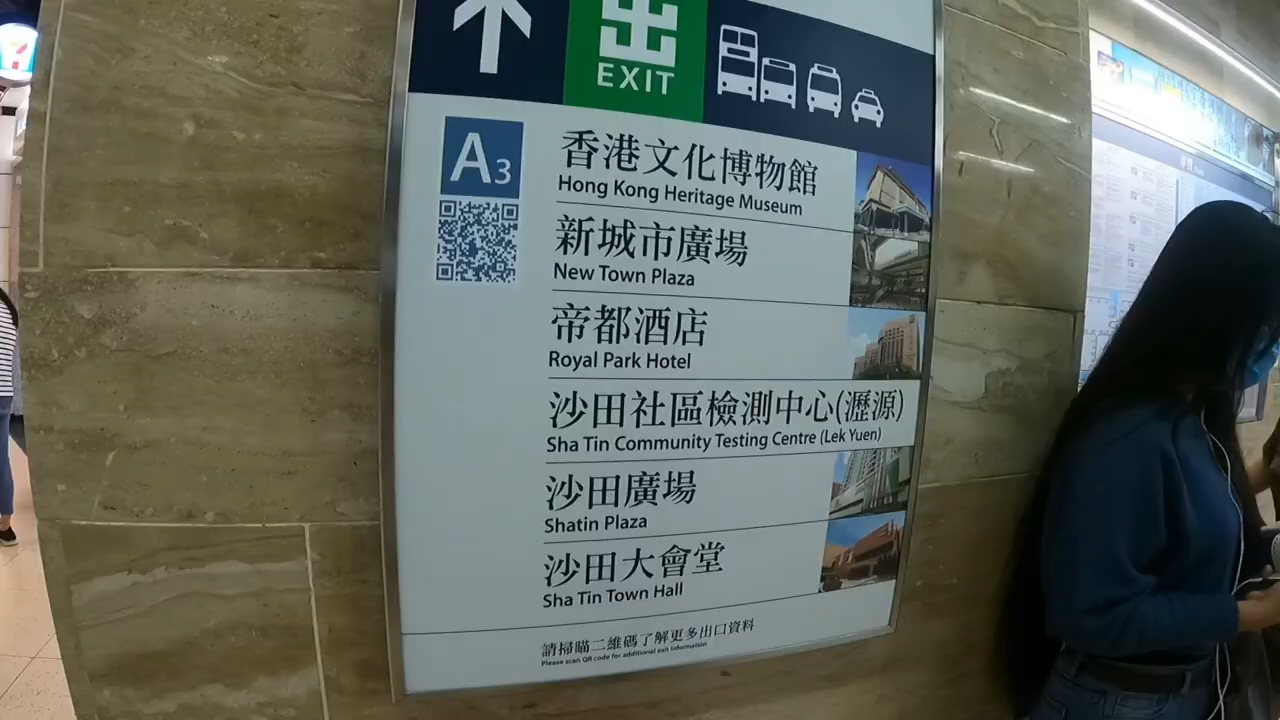 出
EXIT
A3
香港文化博物館
Hong Kong Heritage Museum
新城市廣場
New Town Plaza
帝都酒店
Royal Park Hotel
沙田社區檢測中心(瀝源)
Sha Tin Community Testing Centre (Lek Yuen)
沙田廣場
Shatin Plaza
沙田大會堂
Sha Tin Town Hall
請掃瞄二維碼了解更多出口資料
Please scan QR code for additional exit information